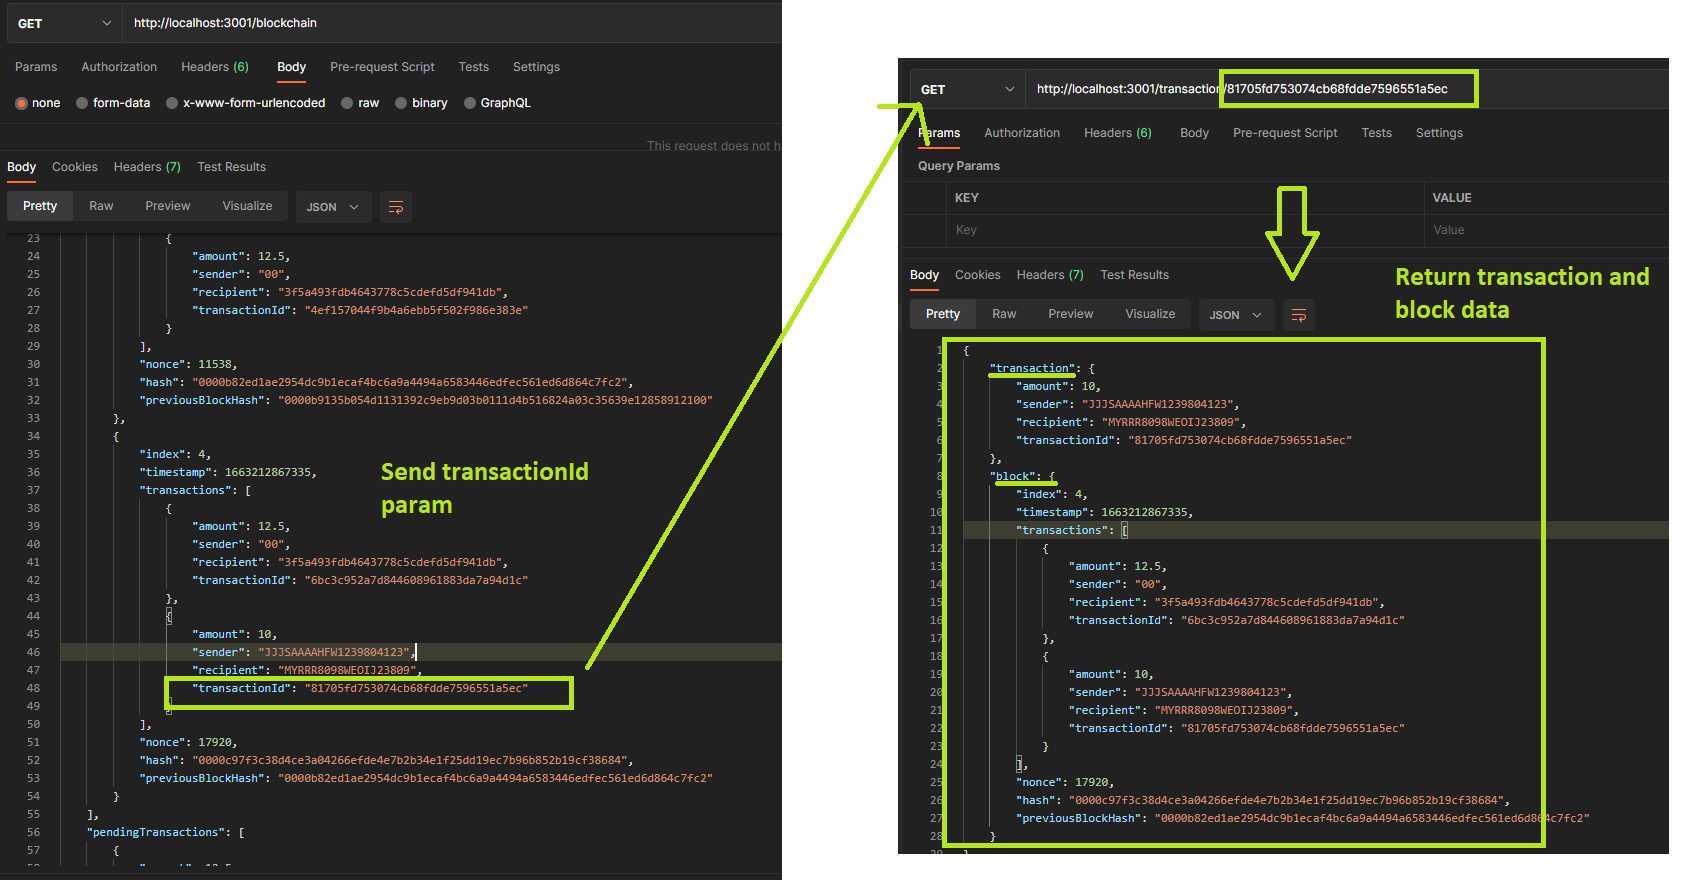 GET http://localhost:3001/blockchain
Params Authorization Headers (6) Body Pre-request Script Tests Settings
none form-data x-www-form-urlencoded raw binary GraphQL
This request does not h
Body Cookies Headers (7) Test Results
Pretty Raw Preview Visualize JSON
23 {
24 "amount": 12.5,
25 "sender": "00",
26 "recipient": "3f5a493fdb4643778c5cdefd5df941db",
27 "transactionId": "4ef157044f9b4a6ebb5f502f986e383e"
28 }
29 ],
30 "nonce": 11538,
31 "hash": "0000b82ed1ae2954dc9b1ecaf4bc6a9a4494a6583446edfec561ed6d864c7fc2",
32 "previousBlockHash": "0000b9135b054d1131392c9eb9d03b0111d4b516824a03c35639e12858912100"
33 },
34 {
35 "index": 4,
36 "timestamp": 1663212867335,
37 "transactions": [
38 {
39 "amount": 12.5,
40 "sender": "00",
41 "recipient": "3f5a493fdb4643778c5cdefd5df941db",
42 "transactionId": "6bc3c952a7d844608961883da7a94d1c"
43 },
44 {
45 "amount": 10,
46 "sender": "JJJSAAAAHFW1239804123",
47 "recipient": "MYRRR8098WEOIJ23809",
48 "transactionId": "81705fd753074cb68fdde7596551a5ec"
49 }
50 ],
51 "nonce": 17920,
52 "hash": "0000c97f3c38d4ce3a04266efde4e7b2b34e1f25dd19ec7b96b852b19cf38684",
53 "previousBlockHash": "0000b82ed1ae2954dc9b1ecaf4bc6a9a4494a6583446edfec561ed6d864c7fc2"
54 }
55 ],
56 "pendingTransactions": [
57 {
Send transactionId
param
GET http://localhost:3001/transaction/81705fd753074cb68fdde7596551a5ec
Params Authorization Headers (6) Body Pre-request Script Tests Settings
Query Params
KEY VALUE
Key Value
Body Cookies Headers (7) Test Results
Return transaction and
block data
Pretty Raw Preview Visualize JSON
1 {
2 "transaction": {
3 "amount": 10,
4 "sender": "JJJSAAAAHFW1239804123",
5 "recipient": "MYRRR8098WEOIJ23809",
6 "transactionId": "81705fd753074cb68fdde7596551a5ec"
7 },
8 "block": {
9 "index": 4,
10 "timestamp": 1663212867335,
11 "transactions": [
12 {
13 "amount": 12.5,
14 "sender": "00",
15 "recipient": "3f5a493fdb4643778c5cdefd5df941db",
16 "transactionId": "6bc3c952a7d844608961883da7a94d1c"
17 },
18 {
19 "amount": 10,
20 "sender": "JJJSAAAAHFW1239804123",
21 "recipient": "MYRRR8098WEOIJ23809",
22 "transactionId": "81705fd753074cb68fdde7596551a5ec"
23 }
24 ],
25 "nonce": 17920,
26 "hash": "0000c97f3c38d4ce3a04266efde4e7b2b34e1f25dd19ec7b96b852b19cf38684",
27 "previousBlockHash": "0000b82ed1ae2954dc9b1ecaf4bc6a9a4494a6583446edfec561ed6d864c7fc2"
28 }